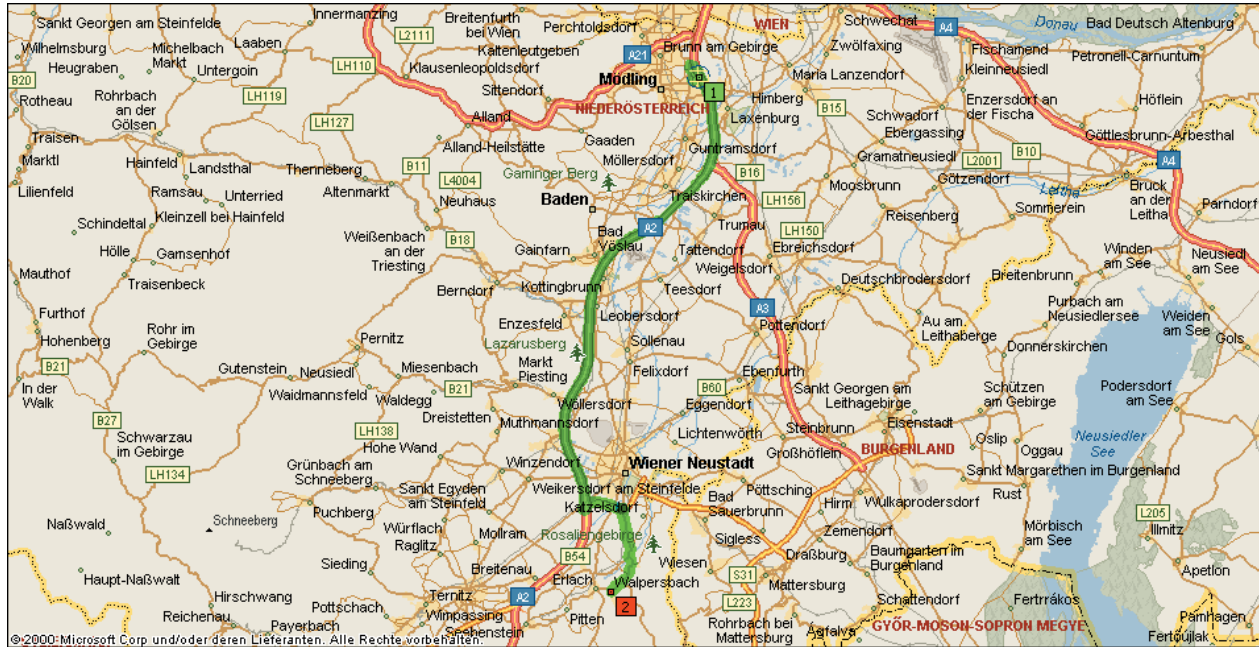 Sankt Georgen am Steinfelde
Innermanzing
Breitenfurth
bei Wien
Perchtoldsdorf
WIEN
Schwechat
A4
Donau
Bad Deutsch Altenburg
Wilhelmsburg
Michelbach
Markt
Laaben
L2111
Kaltenleutgeben
A21
Brunn am Gebirge
Zwölfaxing
Fischamend
Petronell-Carnuntum
Heugraben
Untergoin
LH110
Klausenleopoldsdorf
Mödling
Maria Lanzendorf
Kleinneusiedl
B20
Rotheau
Rohrbach
an der
Gölsen
LH119
Sittendorf
NIEDERÖSTERREICH
1
Himberg
B15
Enzersdorf an
der Fischa
Höflein
LH127
Alland
Laxenburg
Schwadorf
Traisen
Alland-Heilstätte
Gaaden
Guntramsdorf
Ebergassing
Göttlesbrunn-Arbesthal
Marktl
Hainfeld
Landsthal
Thenneberg
B11
Möllersdorf
B16
Gramatneusiedl
L2001
B10
A4
Lilienfeld
Ramsau
Unterried
Altenmarkt
L4004
Gaminger Berg
Moosbrunn
Götzendorf
Leitha
Bruck
an der
Leitha
Kleinzell bei Hainfeld
Neuhaus
Baden
Traiskirchen
LH156
Reisenberg
Sommerein
Parndorf
Schindeltal
Weißenbach
an der
Triesting
B18
Bad
Vöslau
A2
Trumau
LH150
Hölle
Gamsenhof
Gainfarn
Tattendorf
Ebreichsdorf
Winden
am See
Neusiedl
am See
Mauthof
Traisenbeck
Berndorf
Kottingbrunn
Weigelsdorf
Deutschbrodersdorf
Breitenbrunn
Teesdorf
Furthof
Enzesfeld
Leobersdorf
A3
Purbach am
Neusiedlersee
Weiden
am See
Hohenberg
Rohr im
Gebirge
Pernitz
Lazarusberg
Sollenau
Pottendorf
Au am
Leithaberge
Gols
B21
Gutenstein
Neusiedl
Miesenbach
Markt
Piesting
Felixdorf
Ebenfurth
Donnerskirchen
In der
Walk
Waidmannsfeld
Waldegg
B21
B60
Sankt Georgen am
Leithagebirge
Schützen
am Gebirge
Podersdorf
am See
B27
Dreistetten
Wöllersdorf
Eggendorf
Eisenstadt
Schwarzau
im Gebirge
LH138
Muthmannsdorf
Lichtenwörth
Steinbrunn
Oslip
Oggau
Neusiedler
See
Hohe Wand
Großhöflein
BURGENLAND
LH134
Grünbach am
Schneeberg
Winzendorf
Wiener Neustadt
Sankt Margarethen im Burgenland
Sankt Egyden
am Steinfeld
Weikersdorf am Steinfelde
Bad
Sauerbrunn
Pöttsching
Hirm
Wulkaprodersdorf
Rust
Puchberg
Katzelsdorf
L205
Naßwald
Schneeberg
Würflach
Mollram
Rosaliengebirge
Sigless
Zemendorf
Mörbisch
am See
Illmitz
Raglitz
B54
Wiesen
Draßburg
Baumgarten im
Burgenland
Haupt-Naßwalt
Sieding
Breitenau
Erlach
Walpersbach
S31
Mattersburg
Apetlon
Hirschwang
Ternitz
A2
2
L223
Schattendorf
Fertrrákos
Reichenau
Pottschach
Wimpassing
Pitten
Rohrbach bei
Mattersburg
Pamhagen
Payerbach
Seebenstein
Ágfalva
GYŐR-MOSON-SOPRON MEGYE
Fertőújlak
©2000 Microsoft Corp und/oder deren Lieferanten. Alle Rechte vorbehalten.